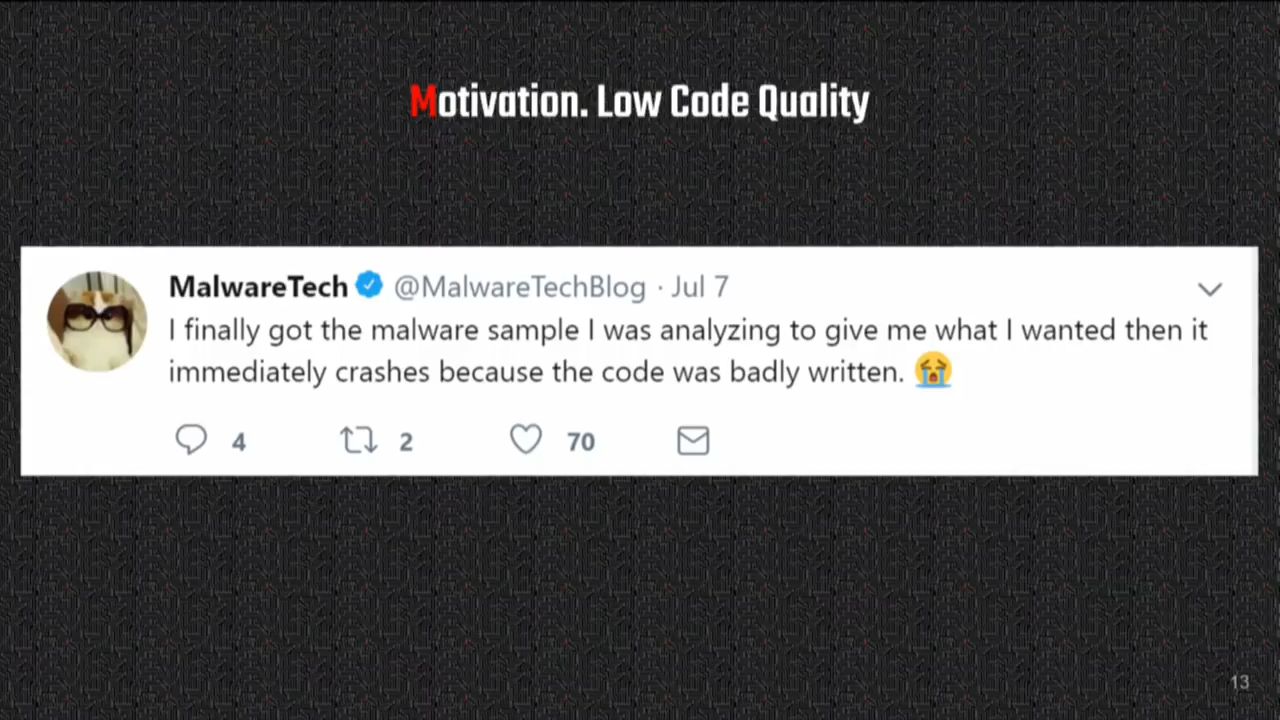 Motivation. Low Code Quality
MalwareTech @MalwareTechBlog · Jul 7
I finally got the malware sample I was analyzing to give me what I wanted then it
immediately crashes because the code was badly written. 😭
4 2 70
13